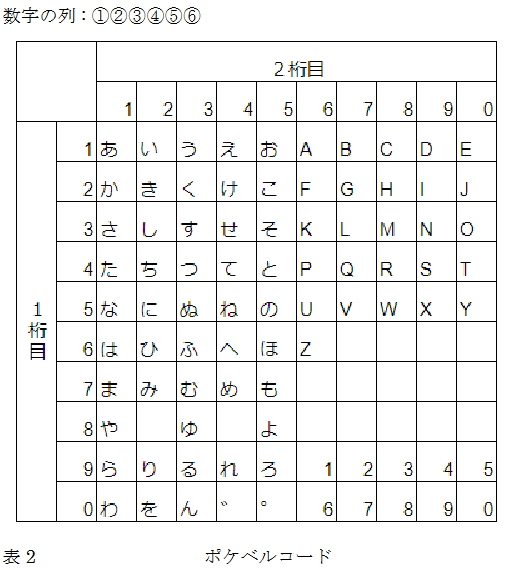 数字の列:①②③④⑤⑥
2桁目
1 2 3 4 5 6 7 8 9 0
1桁目
1 あ い う え お A B C D E
2 か き く け こ F G H I J
3 さ し す せ そ K L M N O
4 た ち つ て と P Q R S T
5 な に ぬ ね の U V W X Y
6 は ひ ふ へ ほ Z
7 ま み む め も
8 や ゆ よ
9 ら り る れ ろ 1 2 3 4 5
0 わ を ん ゛ ゜ 6 7 8 9 0
表2 ポケベルコード